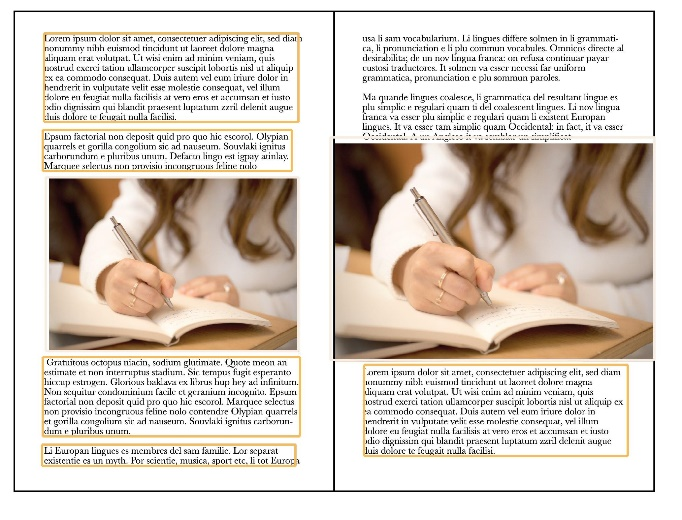 Lorem ipsum dolor sit amet, consectetuer adipiscing elit, sed diam
nonummy nibh euismod tincidunt ut laoreet dolore magna
aliquam erat volutpat. Ut wisi enim ad minim veniam, quis
nostrud exerci tation ullamcorper suscipit lobortis nisl ut aliquip
ex ea commodo consequat. Duis autem vel eum iriure dolor in
hendrerit in vulputate velit esse molestie consequat, vel illum
dolore eu feugiat nulla facilisis at vero eros et accumsan et iusto
odio dignissim qui blandit praesent luptatum zzril delenit augue
duis dolore te feugait nulla facilisi.
Epsum factorial non deposit quid pro quo hic escorol. Olypian
quarrels et gorilla congolium sic ad nauseum. Souvlaki ignitus
carborundum e pluribus unum. Defacto lingo est igpay atinlay.
Marquee selectus non provisio incongruous feline nolo
Gratuitous octopus niacin, sodium glutimate. Quote meon an
estimate et non interruptus stadium. Sic tempus fugit esperanto
hiccup estrogen. Glorious baklava ex librus hup hey ad infinitum.
Non sequitur condominium facile et geranium incognito. Epsum
factorial non deposit quid pro quo hic escorol. Marquee selectus
non provisio incongruous feline nolo contendre Olypian quarrels
et gorilla congolium sic ad nauseum. Souvlaki ignitus carborun-
dum e pluribus unum.
Li Europan lingues es membres del sam familie. Lor separat
existentie es un myth. Por scientie, musica, sport etc, li tot Europa
usa li sam vocabularium. Li lingues differe solmen in li grammati-
ca, li pronunciation e li plu commun vocabules. Omnicos directe al
desirabilità; de un nov lingua franca: on refusa continuar payar
custosi traductores. It solmen va esser necessi far uniform
grammatica, pronunciation e plu sommun paroles.
Ma quande lingues coalesce, li grammatica del resultant lingue es
plu simplic e regulari quam ti del coalescent lingues. Li nov lingua
franca va esser plu simplic e regulari quam li existent Europan
lingues. It va esser tam simplic quam Occidental: in fact, it va esser
Occidental. A un Angleso it va semblar un simplificat
Lorem ipsum dolor sit amet, consectetuer adipiscing elit, sed diam
nonummy nibh euismod tincidunt ut laoreet dolore magna
aliquam erat volutpat. Ut wisi enim ad minim veniam, quis
nostrud exerci tation ullamcorper suscipit lobortis nisl ut aliquip ex
ea commodo consequat. Duis autem vel eum iriure dolor in
hendrerit in vulputate velit esse molestie consequat, vel illum
dolore eu feugiat nulla facilisis at vero eros et accumsan et iusto
odio dignissim qui blandit praesent luptatum zzril delenit augue
duis dolore te feugait nulla facilisi.